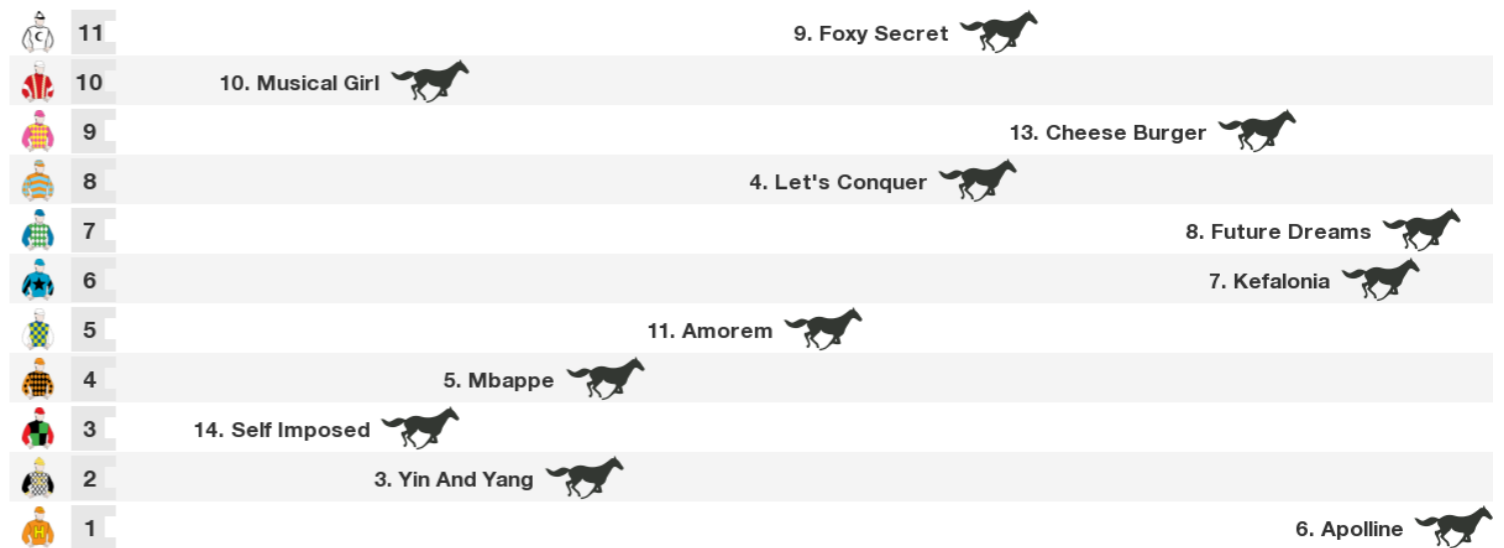 C 11 9. Foxy Secret
10 10. Musical Girl
9 13. Cheese Burger
8 4. Let's Conquer
7 8. Future Dreams
6 7. Kefalonia
5 11. Amorem
4 5. Mbappe
3 14. Self Imposed
2 3. Yin And Yang
H 1 6. Apolline